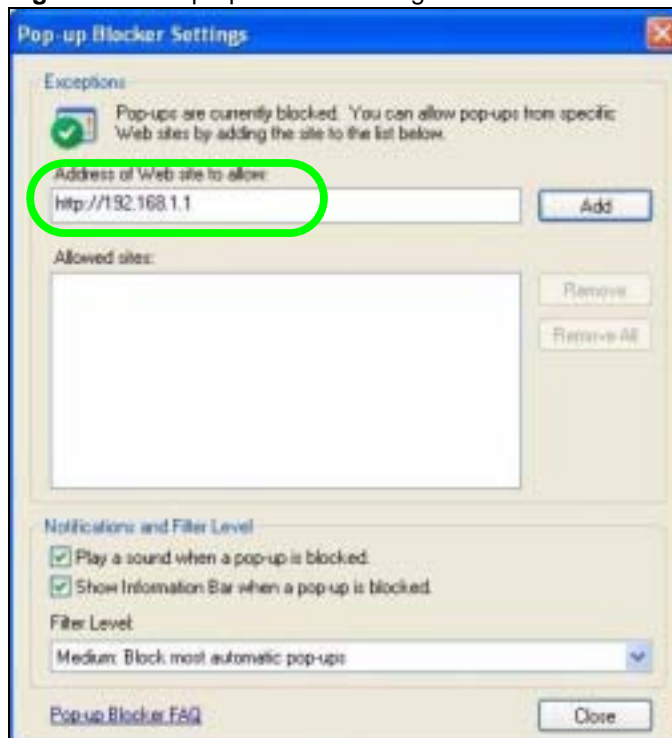 Pop-up Blocker Settings
Exceptions
Pop-ups are currently blocked. You can allow pop-ups from specific
Web sites by adding the site to the list below.
Address of Web site to allow:
http://192.168.1.1
Add
Allowed sites:
Remove
Remove All
Notifications and Filter Level
Play a sound when a pop-up is blocked.
Show Information Bar when a pop-up is blocked.
Filter Level:
Medium: Block most automatic pop-ups
Pop-up Blocker FAQ
Close